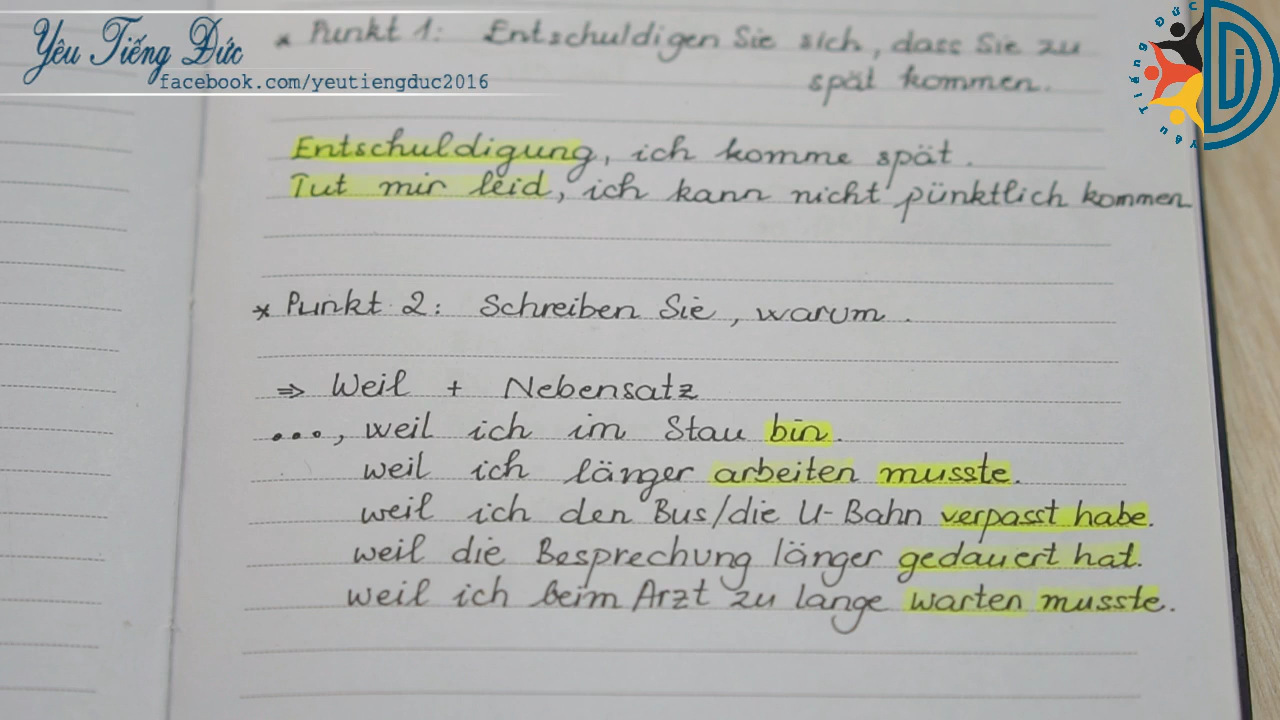 Yêu Tiếng Đức
facebook.com/yeutiengduc2016
Yêu Tiếng Đức
* Punkt 1: Entschuldigen Sie sich, dass Sie zu
spät kommen.
Entschuldigung, ich komme spät.
Tut mir leid, ich kann nicht pünktlich kommen
* Punkt 2: Schreiben Sie, warum.
⇒ Weil + Nebensatz
..., weil ich im Stau bin.
weil ich länger arbeiten musste.
weil ich den Bus/die U-Bahn verpasst habe.
weil die Besprechung länger gedauert hat.
weil ich beim Arzt zu lange warten musste.